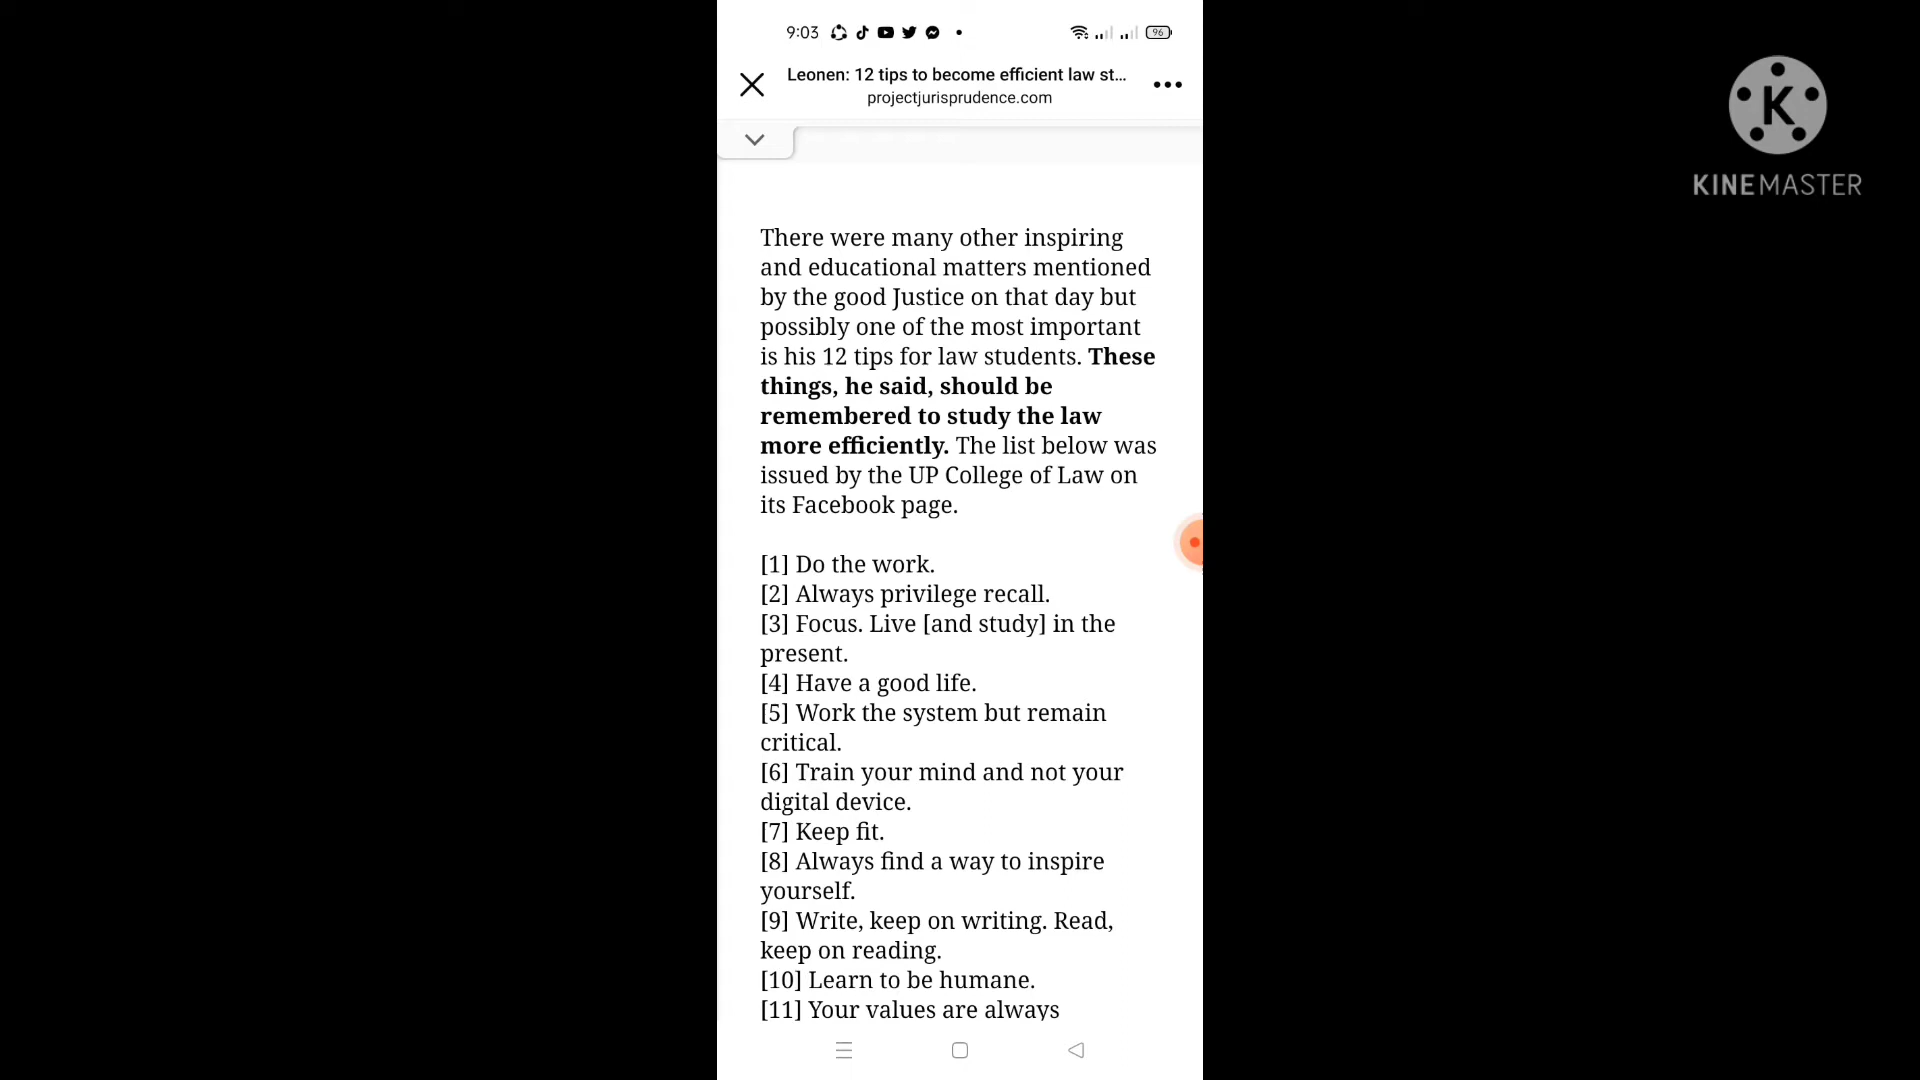 9:03
96
Leonen: 12 tips to become efficient law st...
projectjurisprudence.com
K
KINEMASTER
There were many other inspiring
and educational matters mentioned
by the good Justice on that day but
possibly one of the most important
is his 12 tips for law students. These
things, he said, should be
remembered to study the law
more efficiently. The list below was
issued by the UP College of Law on
its Facebook page.
[1] Do the work.
[2] Always privilege recall.
[3] Focus. Live [and study] in the
present.
[4] Have a good life.
[5] Work the system but remain
critical.
[6] Train your mind and not your
digital device.
[7] Keep fit.
[8] Always find a way to inspire
yourself.
[9] Write, keep on writing. Read,
keep on reading.
[10] Learn to be humane.
[11] Your values are always